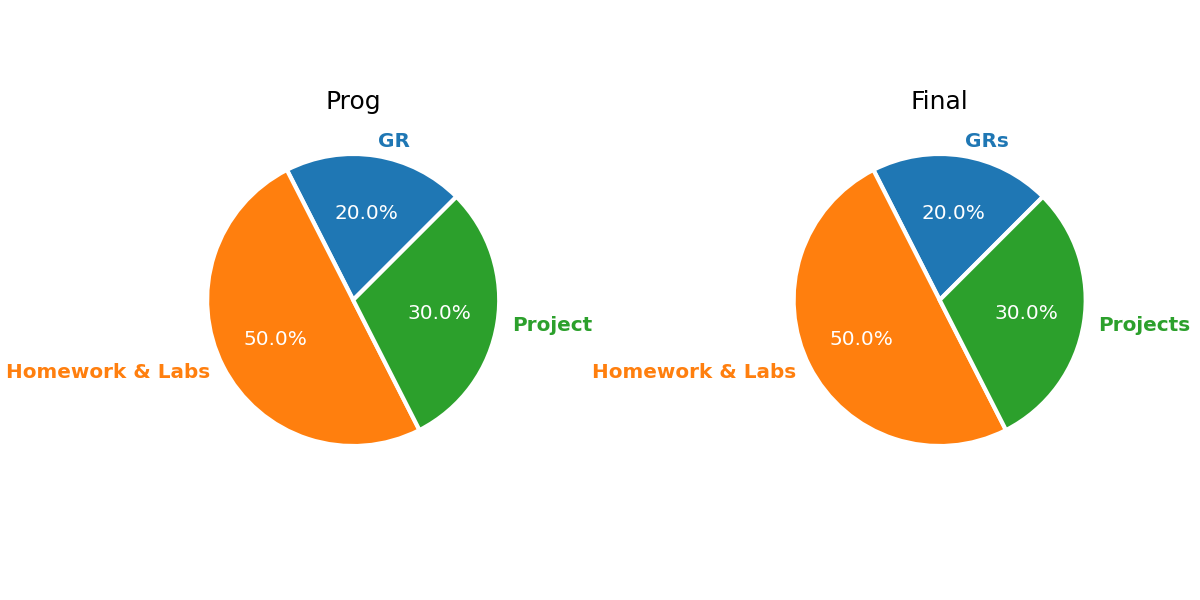 Prog
GR
20.0%
30.0%
Project
50.0%
Homework & Labs
Final
GRs
20.0%
30.0%
Projects
50.0%
Homework & Labs